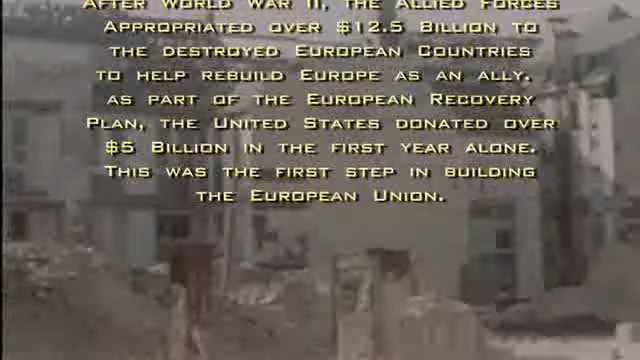 After World War II, the Allied Forces
Appropriated over $12.5 Billion to
the destroyed European Countries
to help rebuild Europe as an ally.
as part of the European Recovery
Plan, the United States donated over
$5 Billion in the first year alone.
This was the first step in building
the European Union.